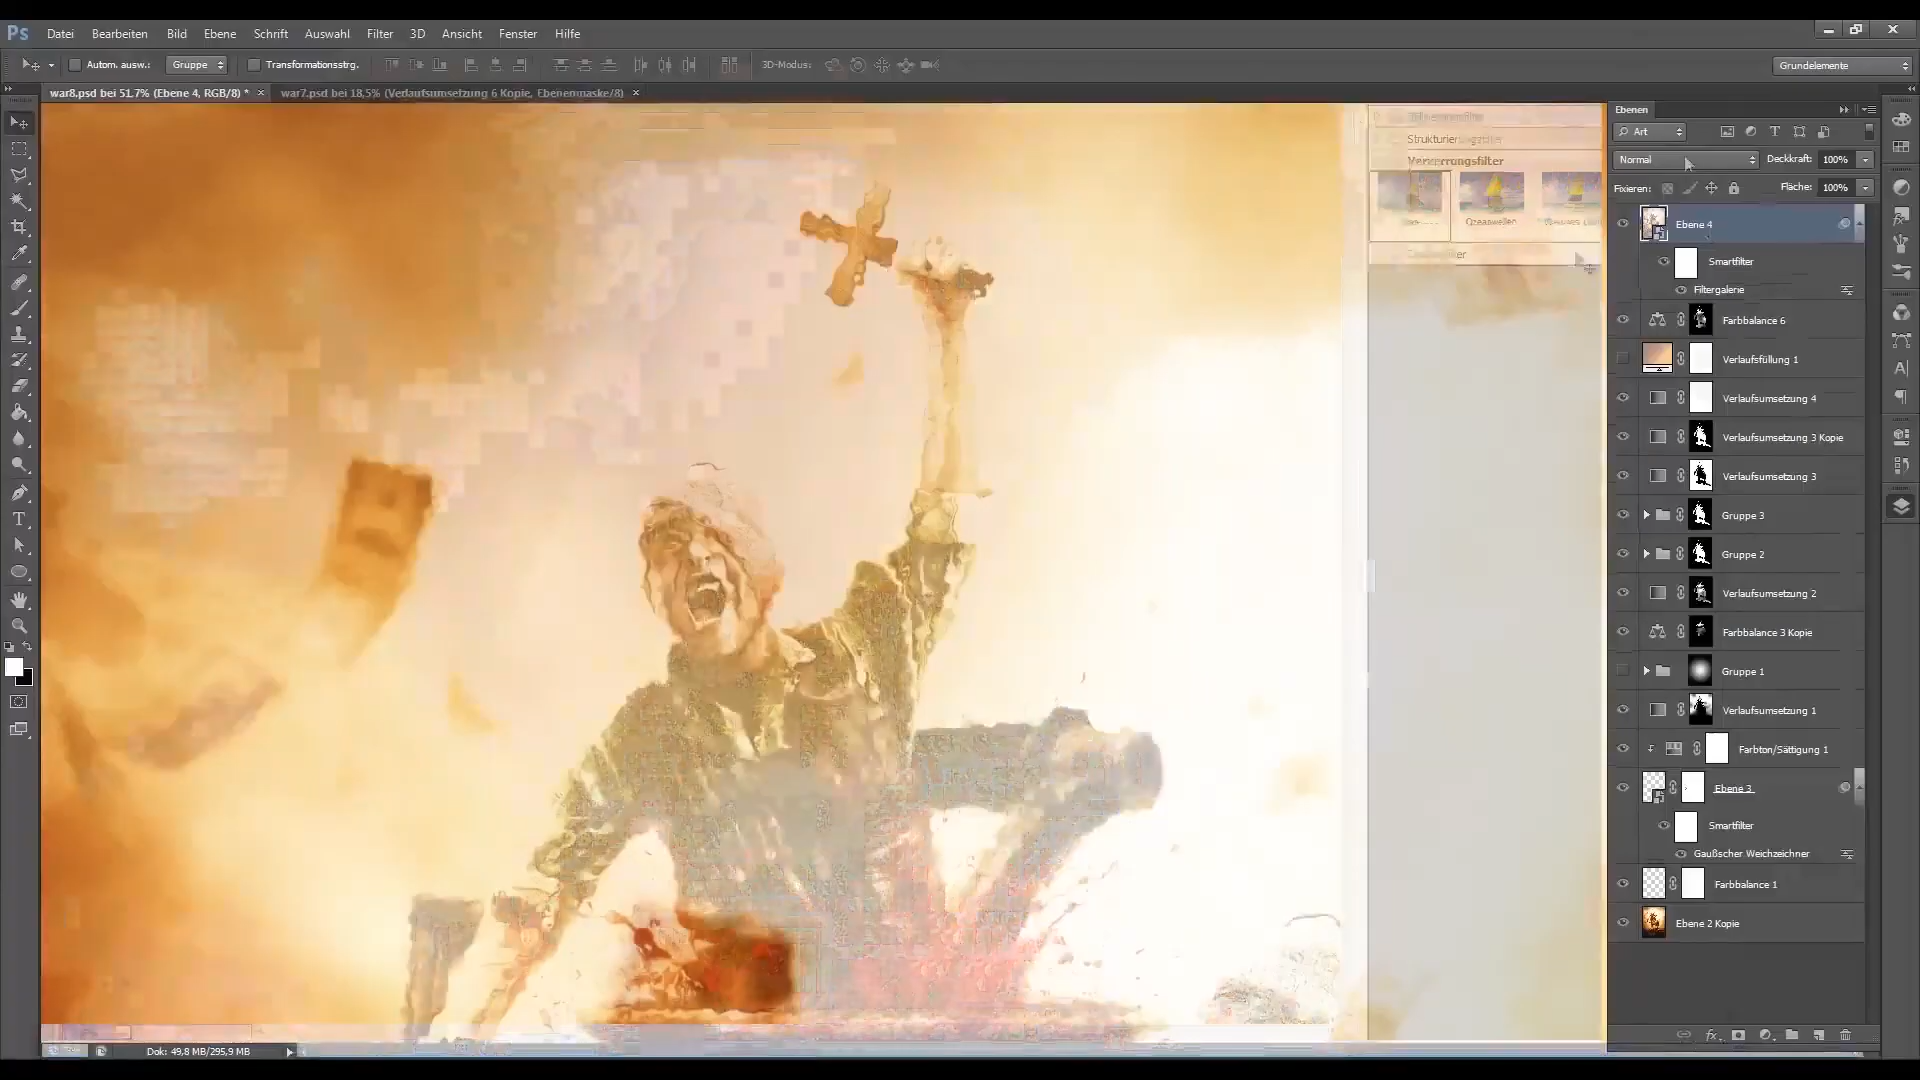 Ps Datei Bearbeiten Bild Ebene Schrift Auswahl Filter 3D Ansicht Fenster Hilfe
Autom. ausw.: Gruppe Transformationsstrg. 3D-Modus: Grundelemente
war8.psd bei 51,7% (Ebene 4, RGB/8) * × war7.psd bei 18,5% (Verlaufsumsetzung 6 Kopie, Ebenenmaske/8) ×
Ebenen
Art
Normal Deckkraft: 100%
Fixieren: Fläche: 100%
Strukturierungsfilter
Verzerrungsfilter
Ozeanwellen
Ebene 4
Smartfilter
Filtergalerie
Farbbalance 6
Verlaufsfüllung 1
Verlaufsumsetzung 4
Verlaufsumsetzung 3 Kopie
Verlaufsumsetzung 3
Gruppe 3
Gruppe 2
Verlaufsumsetzung 2
Farbbalance 3 Kopie
Gruppe 1
Verlaufsumsetzung 1
Farbton/Sättigung 1
Ebene 3
Smartfilter
Gaußscher Weichzeichner
Farbbalance 1
Ebene 2 Kopie
Dok: 49,8 MB/295,9 MB